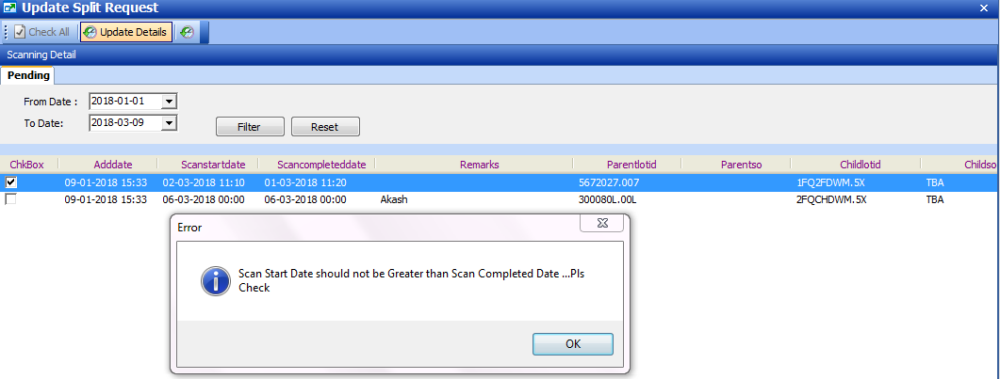 Update Split Request
Check All Update Details
Scanning Detail
Pending
From Date : 2018-01-01
To Date: 2018-03-09 Filter Reset
ChkBox Adddate Scanstartdate Scancompleteddate Remarks Parentlotid Parentso Childlotid Childso
09-01-2018 15:33 02-03-2018 11:10 01-03-2018 11:20 5672027.007 1FQ2FDWM.5X TBA
09-01-2018 15:33 06-03-2018 00:00 06-03-2018 00:00 Akash 300080L.00L 2FQCHDWM.5X TBA
Error
Scan Start Date should not be Greater than Scan Completed Date ...Pls
Check
OK